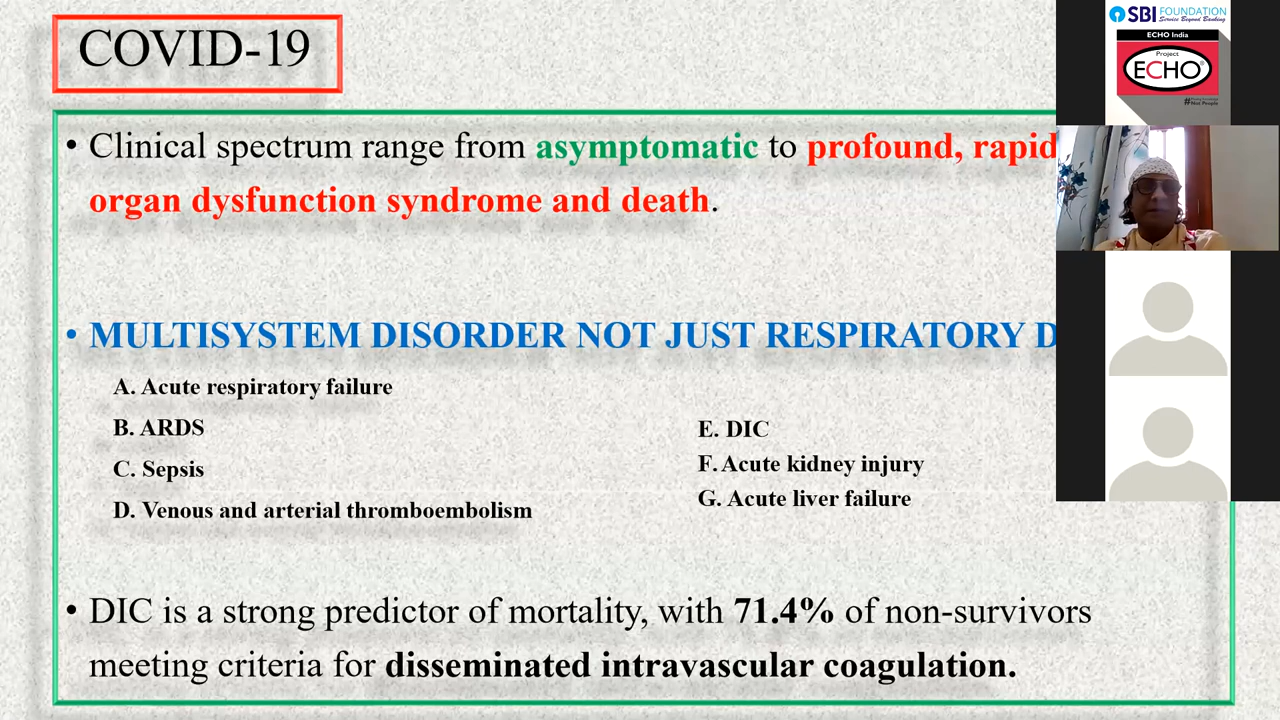 COVID-19
• Clinical spectrum range from asymptomatic to profound, rapid
organ dysfunction syndrome and death.
• MULTISYSTEM DISORDER NOT JUST RESPIRATORY D
A. Acute respiratory failure
B. ARDS
C. Sepsis
D. Venous and arterial thromboembolism
E. DIC
F. Acute kidney injury
G. Acute liver failure
• DIC is a strong predictor of mortality, with 71.4% of non-survivors
meeting criteria for disseminated intravascular coagulation.
SBI FOUNDATION
Service Beyond Banking
ECHO India
Project
ECHO®